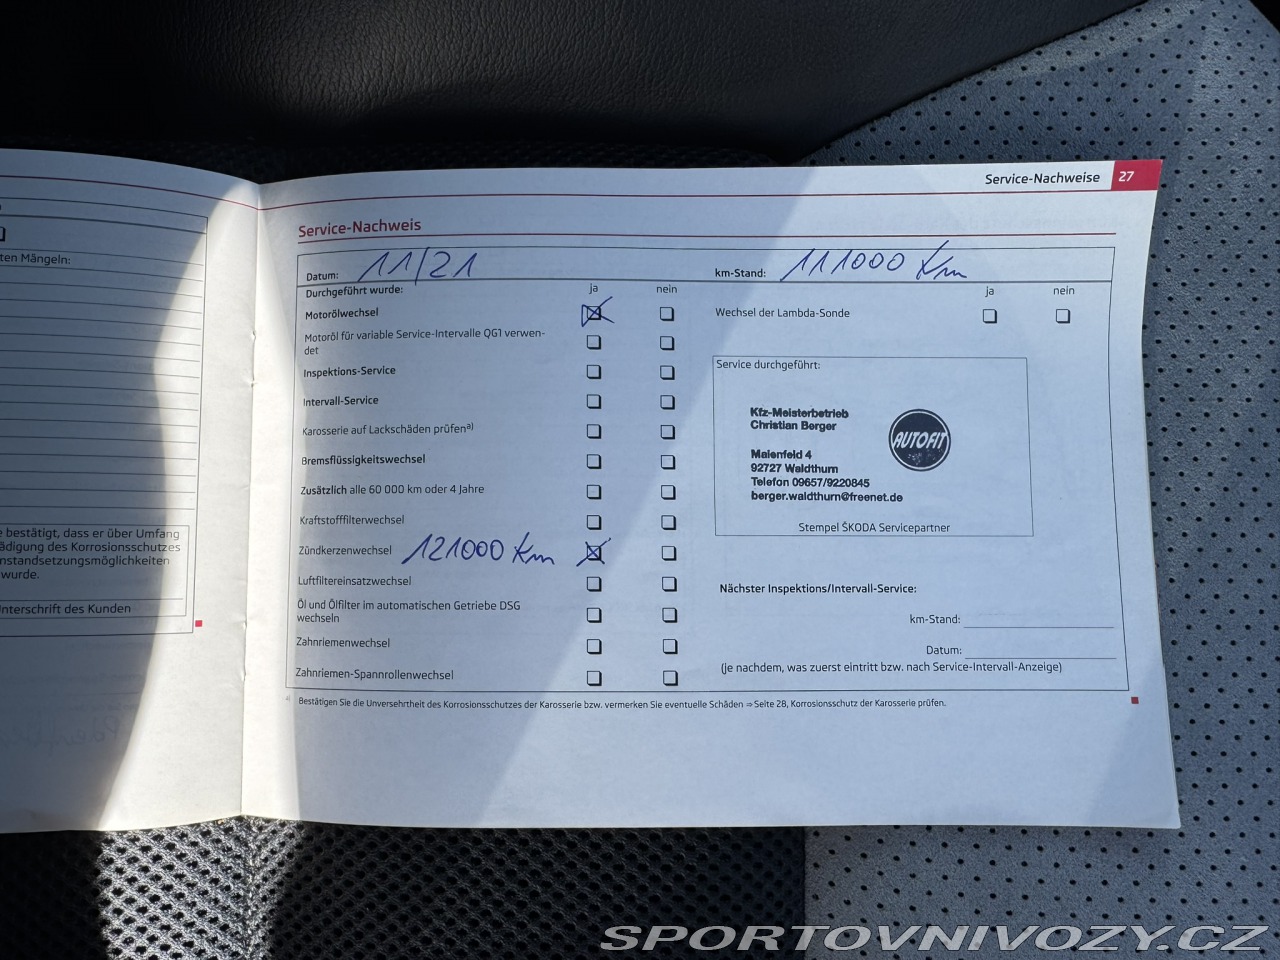 ten Mängeln:
e bestätigt, dass er über Umfang
ädigung des Korrosionsschutzes
nstandsetzungsmöglichkeiten
wurde.
nterschrift des Kunden
Service-Nachweise 27
Service-Nachweis
Datum: 11/21
km-Stand: 111000 km
Durchgeführt wurde: ja nein
ja nein
Motorölwechsel
Wechsel der Lambda-Sonde
Motoröl für variable Service-Intervalle QG1 verwen-
det
Inspektions-Service
Intervall-Service
Karosserie auf Lackschäden prüfena)
Bremsflüssigkeitswechsel
Zusätzlich alle 60 000 km oder 4 Jahre
Kraftstofffilterwechsel
Zündkerzenwechsel 121000 km
Luftfiltereinsatzwechsel
Öl und Ölfilter im automatischen Getriebe DSG
wechseln
Zahnriemenwechsel
Zahnriemen-Spannrollenwechsel
Service durchgeführt:
Kfz-Meisterbetrieb
Christian Berger
AUTOFIT
Maienfeld 4
92727 Waldthurn
Telefon 09657/9220845
berger.waldthurn@freenet.de
Stempel ŠKODA Servicepartner
Nächster Inspektions/Intervall-Service:
km-Stand:
Datum:
(je nachdem, was zuerst eintritt bzw. nach Service-Intervall-Anzeige)
a) Bestätigen Sie die Unversehrtheit des Korrosionsschutzes der Karosserie bzw. vermerken Sie eventuelle Schäden ⇒ Seite 28, Korrosionsschutz der Karosserie prüfen.
SPORTOVNIVOZY.CZ